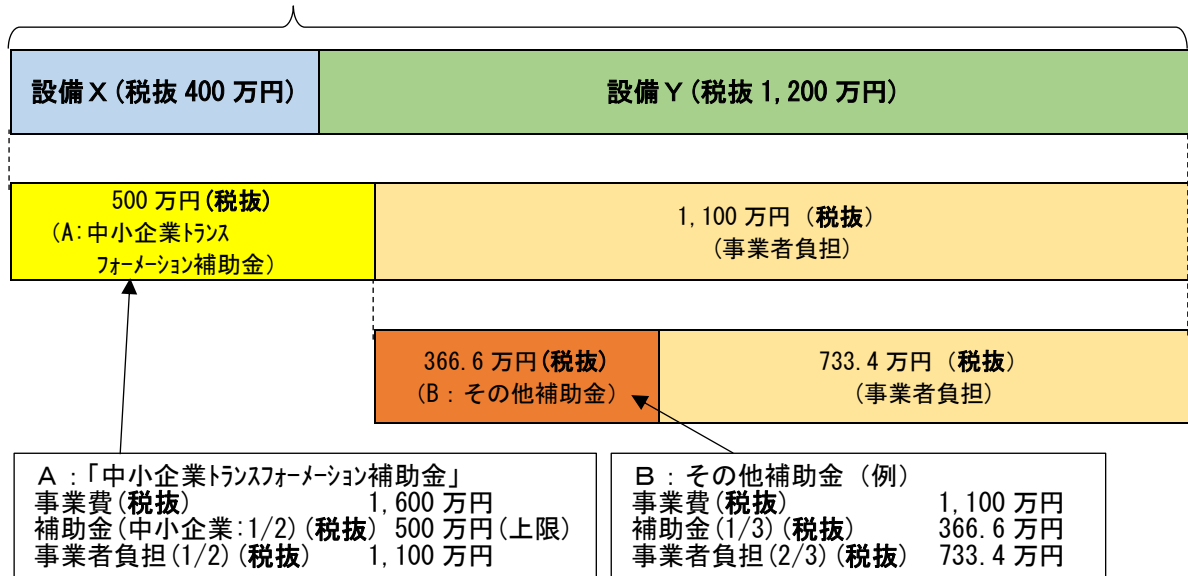 設備X(税抜 400 万円)
設備Y(税抜 1,200 万円)
500 万円(税抜)
(A:中小企業ﾄﾗﾝｽ
ﾌｫｰﾒｰｼｮﾝ補助金)
1,100 万円 (税抜)
(事業者負担)
366.6 万円(税抜)
(B：その他補助金)
733.4 万円 (税抜)
(事業者負担)
A：「中小企業ﾄﾗﾝｽﾌｫｰﾒｰｼｮﾝ補助金」
事業費(税抜) 1,600 万円
補助金(中小企業:1/2)(税抜) 500 万円(上限)
事業者負担(1/2)(税抜) 1,100 万円
B：その他補助金（例）
事業費(税抜) 1,100 万円
補助金(1/3)(税抜) 366.6 万円
事業者負担(2/3)(税抜) 733.4 万円